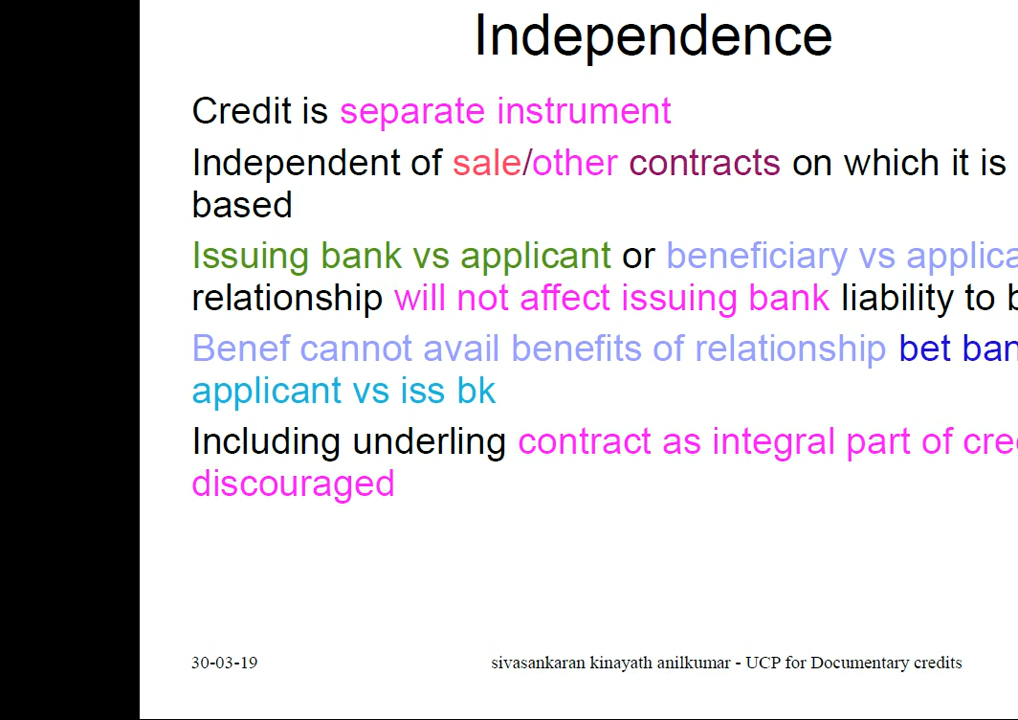 Independence
Credit is separate instrument
Independent of sale/other contracts on which it is
based
Issuing bank vs applicant or beneficiary vs
relationship will not affect issuing bank liability to
Benef cannot avail benefits of relationship bet
applicant vs iss bk
Including underling contract as integral part of
discouraged
30-03-19
sivasankaran kinayath anilkumar - UCP for Documentary credits